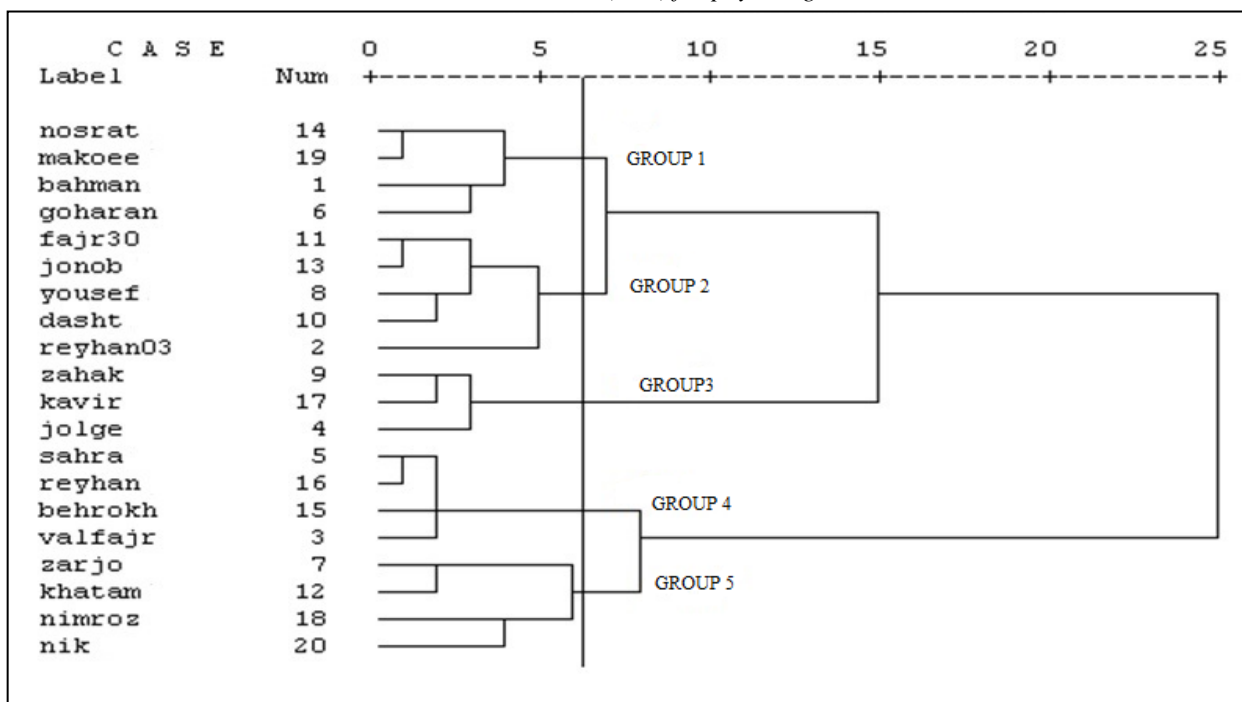 C A S E 0 5 10 15 20 25
Label Num +---------+---------+---------+---------+---------+
nosrat 14
makoee 19
GROUP 1
bahman 1
goharan 6
fajr30 11
jonob 13
GROUP 2
yousef 8
dasht 10
reyhan03 2
zahak 9
GROUP3
kavir 17
jolge 4
sahra 5
reyhan 16
GROUP 4
behrokh 15
valfajr 3
zarjo 7
GROUP 5
khatam 12
nimroz 18
nik 20